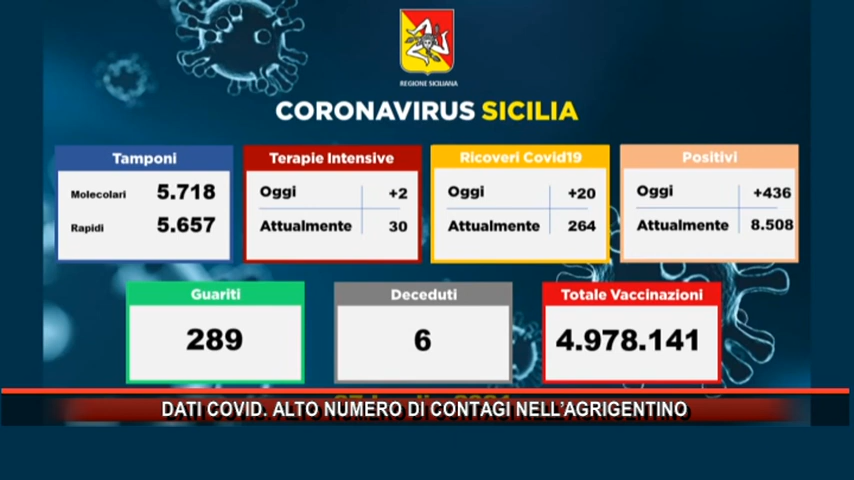 REGIONE SICILIANA
CORONAVIRUS SICILIA
Tamponi
Molecolari 5.718
Rapidi 5.657
Terapie Intensive
Oggi +2
Attualmente 30
Ricoveri Covid19
Oggi +20
Attualmente 264
Positivi
Oggi +436
Attualmente 8.508
Guariti
289
Deceduti
6
Totale Vaccinazioni
4.978.141
DATI COVID. ALTO NUMERO DI CONTAGI NELL'AGRIGENTINO